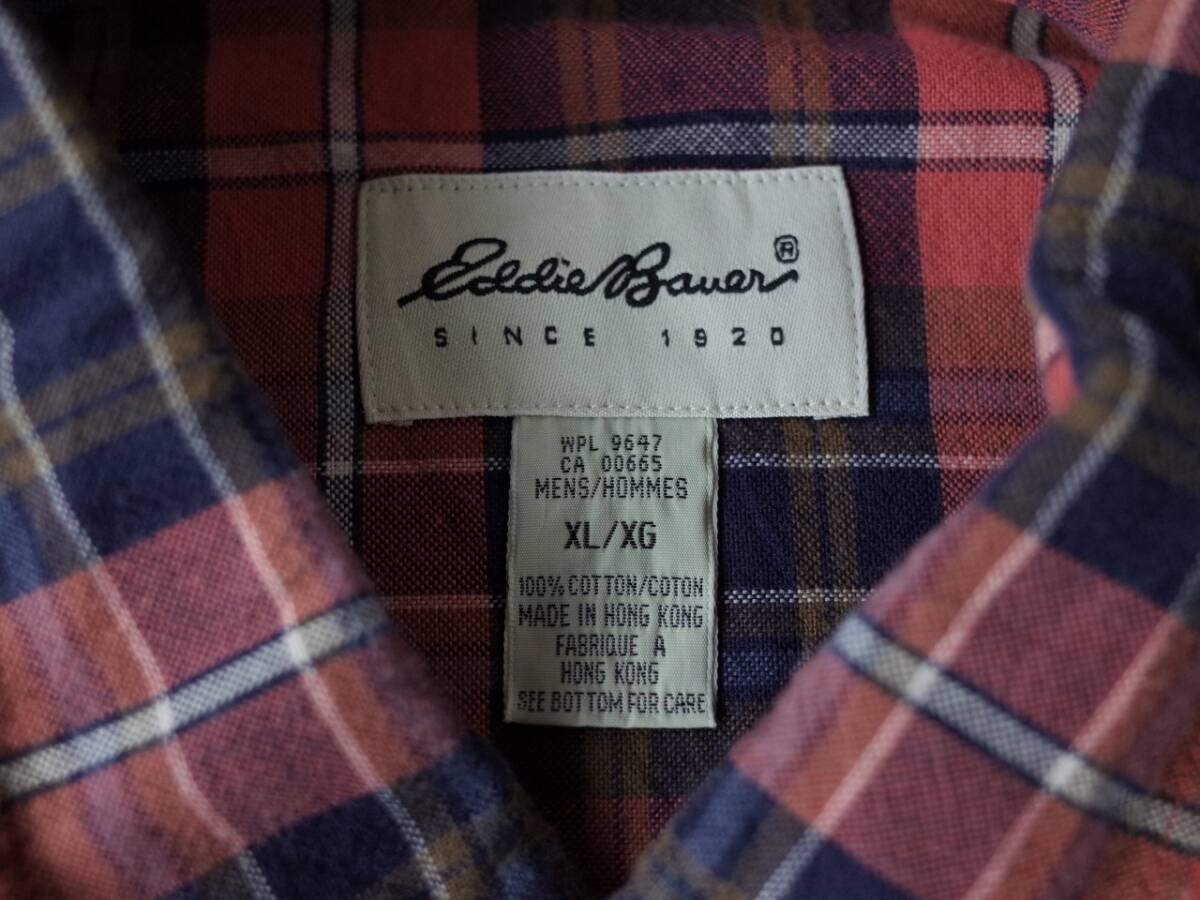 Eddie Bauer®
SINCE 1920
WPL 9647
CA 00665
MENS/HOMMES
XL/XG
100% COTTON/COTON
MADE IN HONG KONG
FABRIQUE A
HONG KONG
SEE BOTTOM FOR CARE